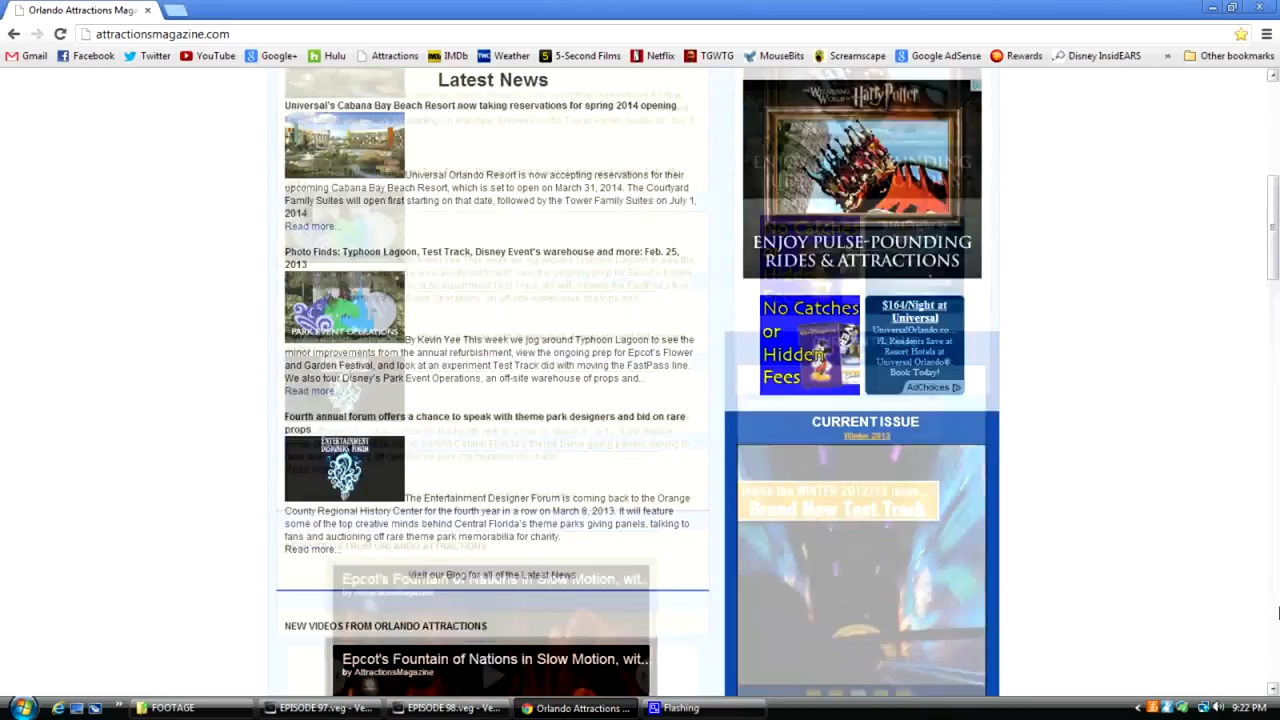 Orlando Attractions Maga
attractionsmagazine.com
Gmail
Facebook
Twitter
YouTube
Google+
Hulu
Attractions
IMDb
Weather
5-Second Films
Netflix
TGWTG
MouseBits
Screamscape
Google AdSense
Rewards
Disney InsidEARS
»
Other bookmarks
Latest News
Universal's Cabana Bay Beach Resort now taking reservations for spring 2014 opening
Universal Orlando Resort is now accepting reservations for their
upcoming Cabana Bay Beach Resort, which is set to open on March 31, 2014. The Courtyard
Family Suites will open first starting on that date, followed by the Tower Family Suites on July 1,
2014.
Read more...
Photo Finds: Typhoon Lagoon, Test Track, Disney Event's warehouse and more: Feb. 25,
2013
PARK EVENT OPERATIONS
By Kevin Yee This week we jog around Typhoon Lagoon to see the
minor improvements from the annual refurbishment, view the ongoing prep for Epcot's Flower
and Garden Festival, and look at an experiment Test Track did with moving the FastPass line.
We also tour Disney's Park Event Operations, an off-site warehouse of props and...
Read more...
Fourth annual forum offers a chance to speak with theme park designers and bid on rare
props
ENTERTAINMENT
DESIGNERS FORUM
The Entertainment Designer Forum is coming back to the Orange
County Regional History Center for the fourth year in a row on March 8, 2013. It will feature
some of the top creative minds behind Central Florida's theme parks giving panels, talking to
fans and auctioning off rare theme park memorabilia for charity.
Read more...
Visit our Blog for all of the Latest News
NEW VIDEOS FROM ORLANDO ATTRACTIONS
Epcot's Fountain of Nations in Slow Motion, wit...
Epcot's Fountain of Nations in Slow Motion, wit...
by AttractionsMagazine
THE WIZARDING WORLD OF HARRY POTTER
ENJOY PULSE-POUNDING
RIDES & ATTRACTIONS
No Catches
or
Hidden
Fees
$164/Night at
Universal
UniversalOrlando.co...
FL Residents Save at
Resort Hotels at
Universal Orlando®.
Book Today!
AdChoices
CURRENT ISSUE
Winter 2013
Inside the WINTER 2012/13 issue...
Brand New Test Track
»
FOOTAGE
EPISODE 97.veg - Ve...
EPISODE 98.veg - Ve...
Orlando Attractions ...
Flashing
9:22 PM